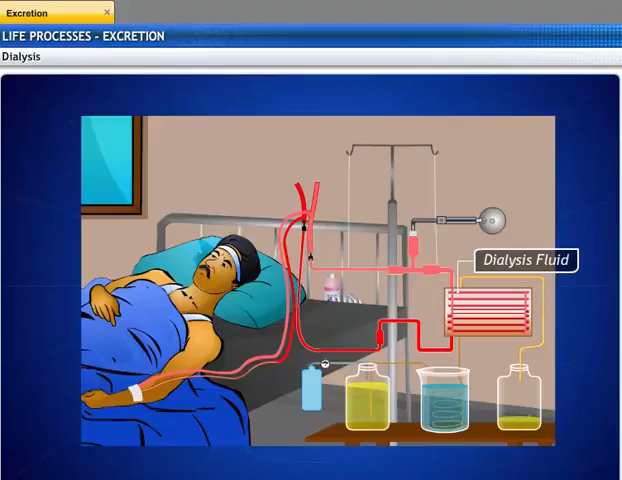 Excretion
LIFE PROCESSES - EXCRETION
Dialysis
Dialysis Fluid